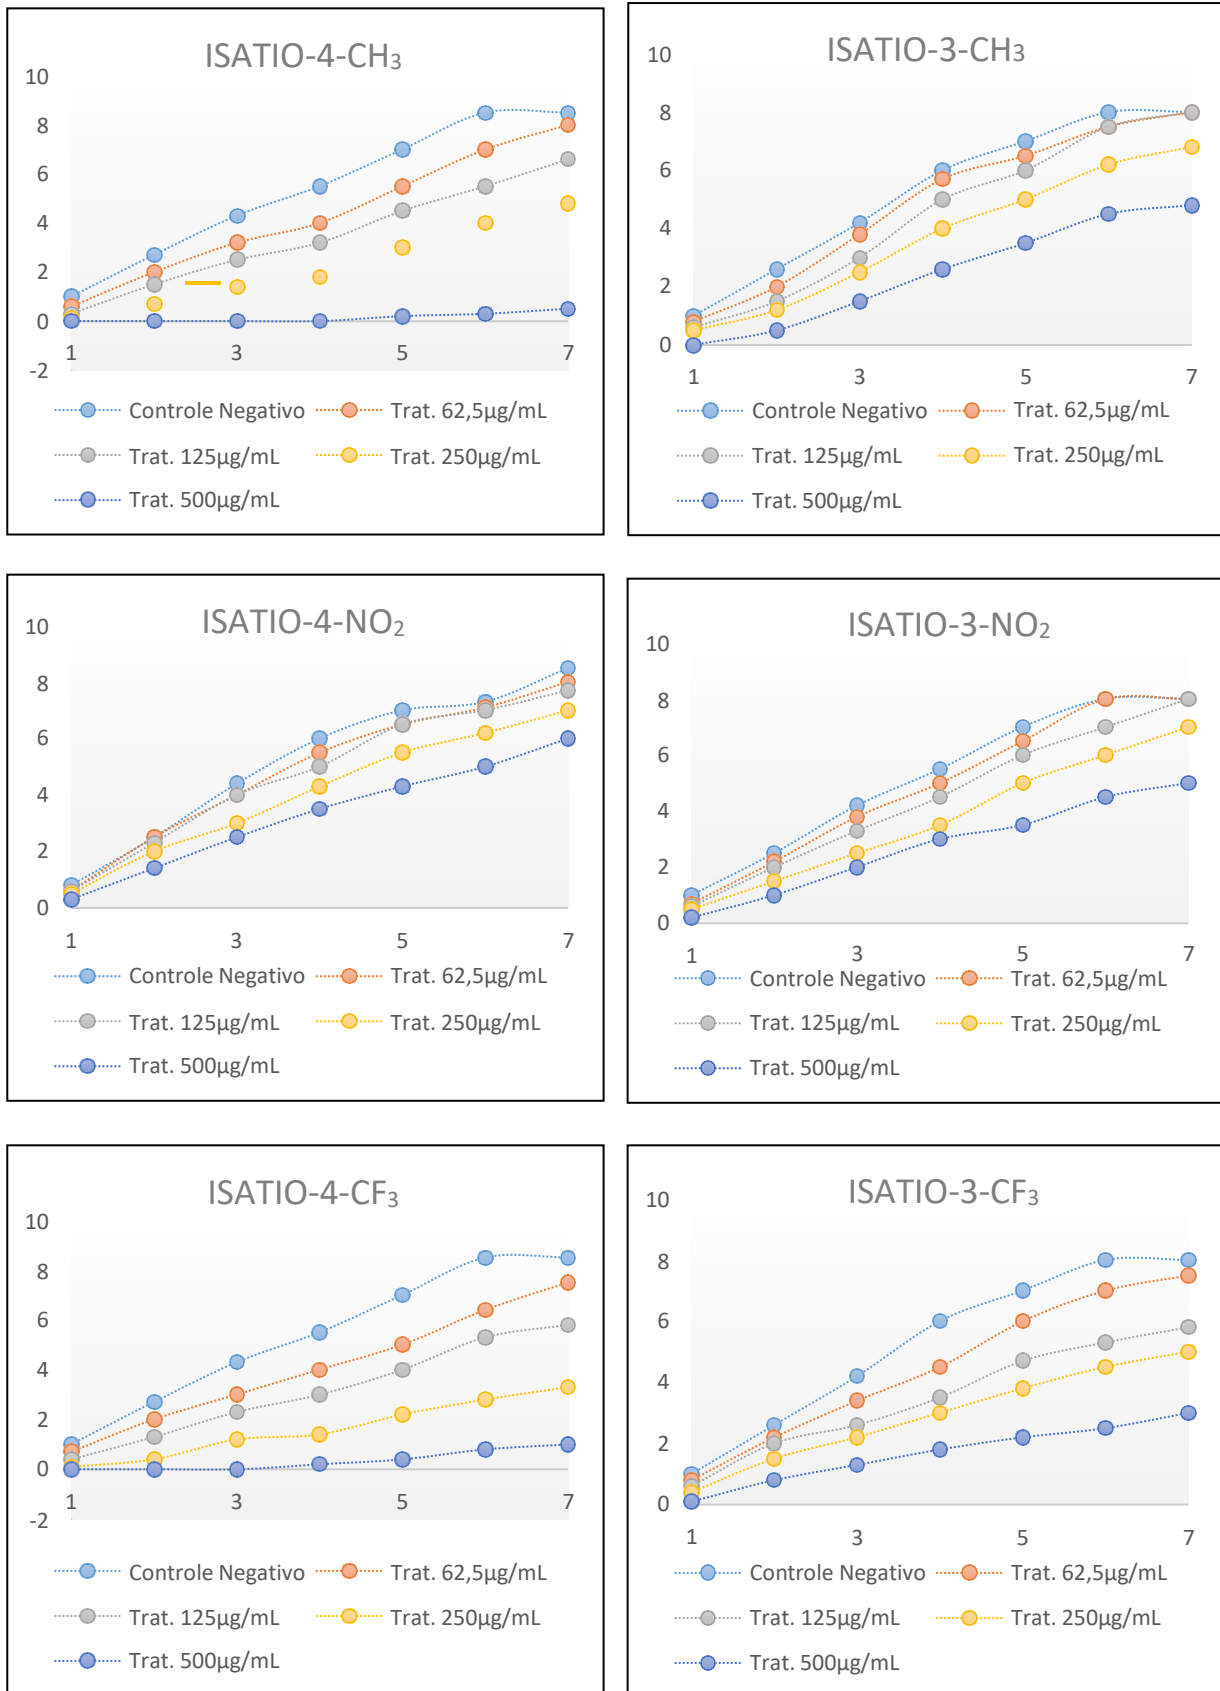 ISATIO-4-CH₃
10
8
6
4
2
0
-2
1 3 5 7
Controle Negativo Trat. 62,5µg/mL
Trat. 125µg/mL Trat. 250µg/mL
Trat. 500µg/mL
ISATIO-3-CH₃
10
8
6
4
2
0
1 3 5 7
Controle Negativo Trat. 62,5µg/mL
Trat. 125µg/mL Trat. 250µg/mL
Trat. 500µg/mL
ISATIO-4-NO₂
10
8
6
4
2
0
1 3 5 7
Controle Negativo Trat. 62,5µg/mL
Trat. 125µg/mL Trat. 250µg/mL
Trat. 500µg/mL
ISATIO-3-NO₂
10
8
6
4
2
0
1 3 5 7
Controle Negativo Trat. 62,5µg/mL
Trat. 125µg/mL Trat. 250µg/mL
Trat. 500µg/mL
ISATIO-4-CF₃
10
8
6
4
2
0
-2
1 3 5 7
Controle Negativo Trat. 62,5µg/mL
Trat. 125µg/mL Trat. 250µg/mL
Trat. 500µg/mL
ISATIO-3-CF₃
10
8
6
4
2
0
1 3 5 7
Controle Negativo Trat. 62,5µg/mL
Trat. 125µg/mL Trat. 250µg/mL
Trat. 500µg/mL